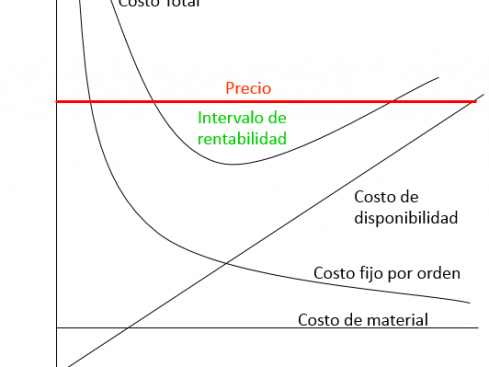 Costo Total
Precio
Intervalo de
rentabilidad
Costo de
disponibilidad
Costo fijo por orden
Costo de material